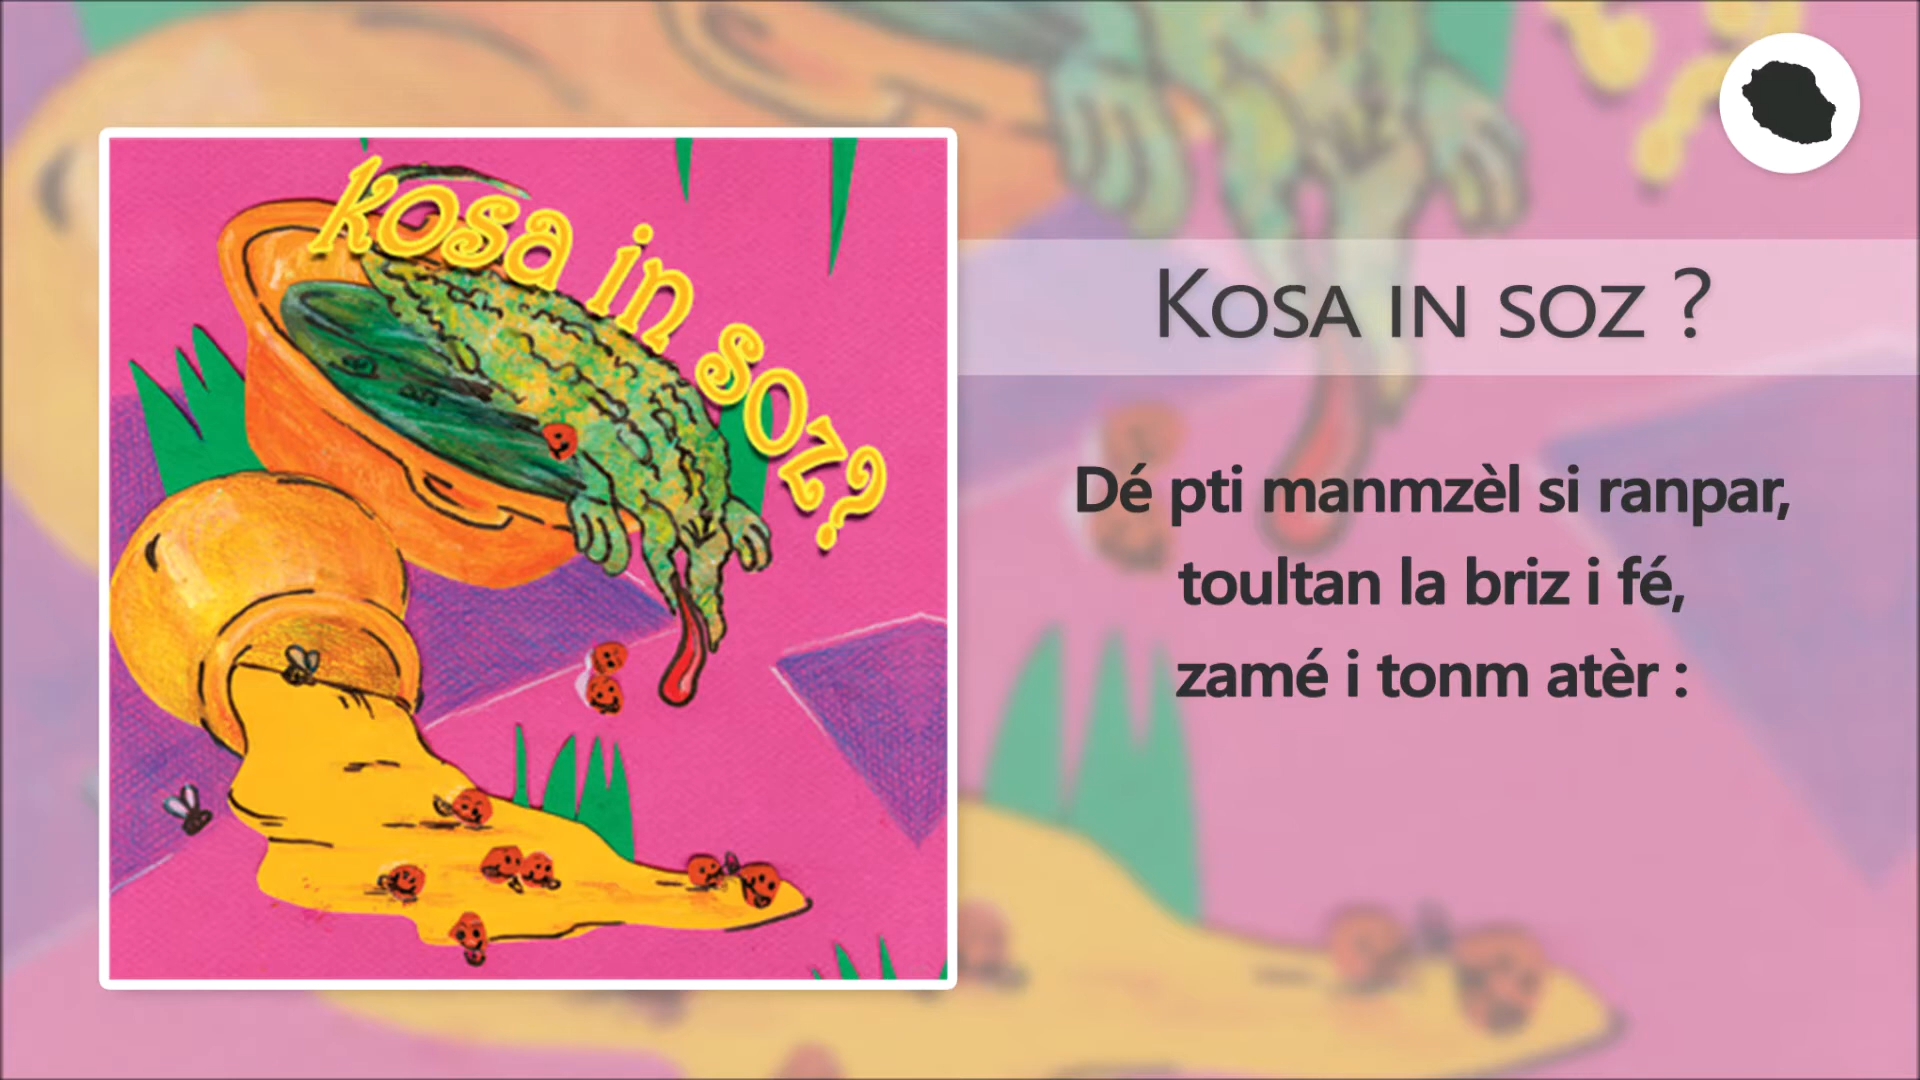 kosa in soz?
Kosa in soz ?
Dé pti manmzèl si ranpar,
toultan la briz i fé,
zamé i tonm atèr :